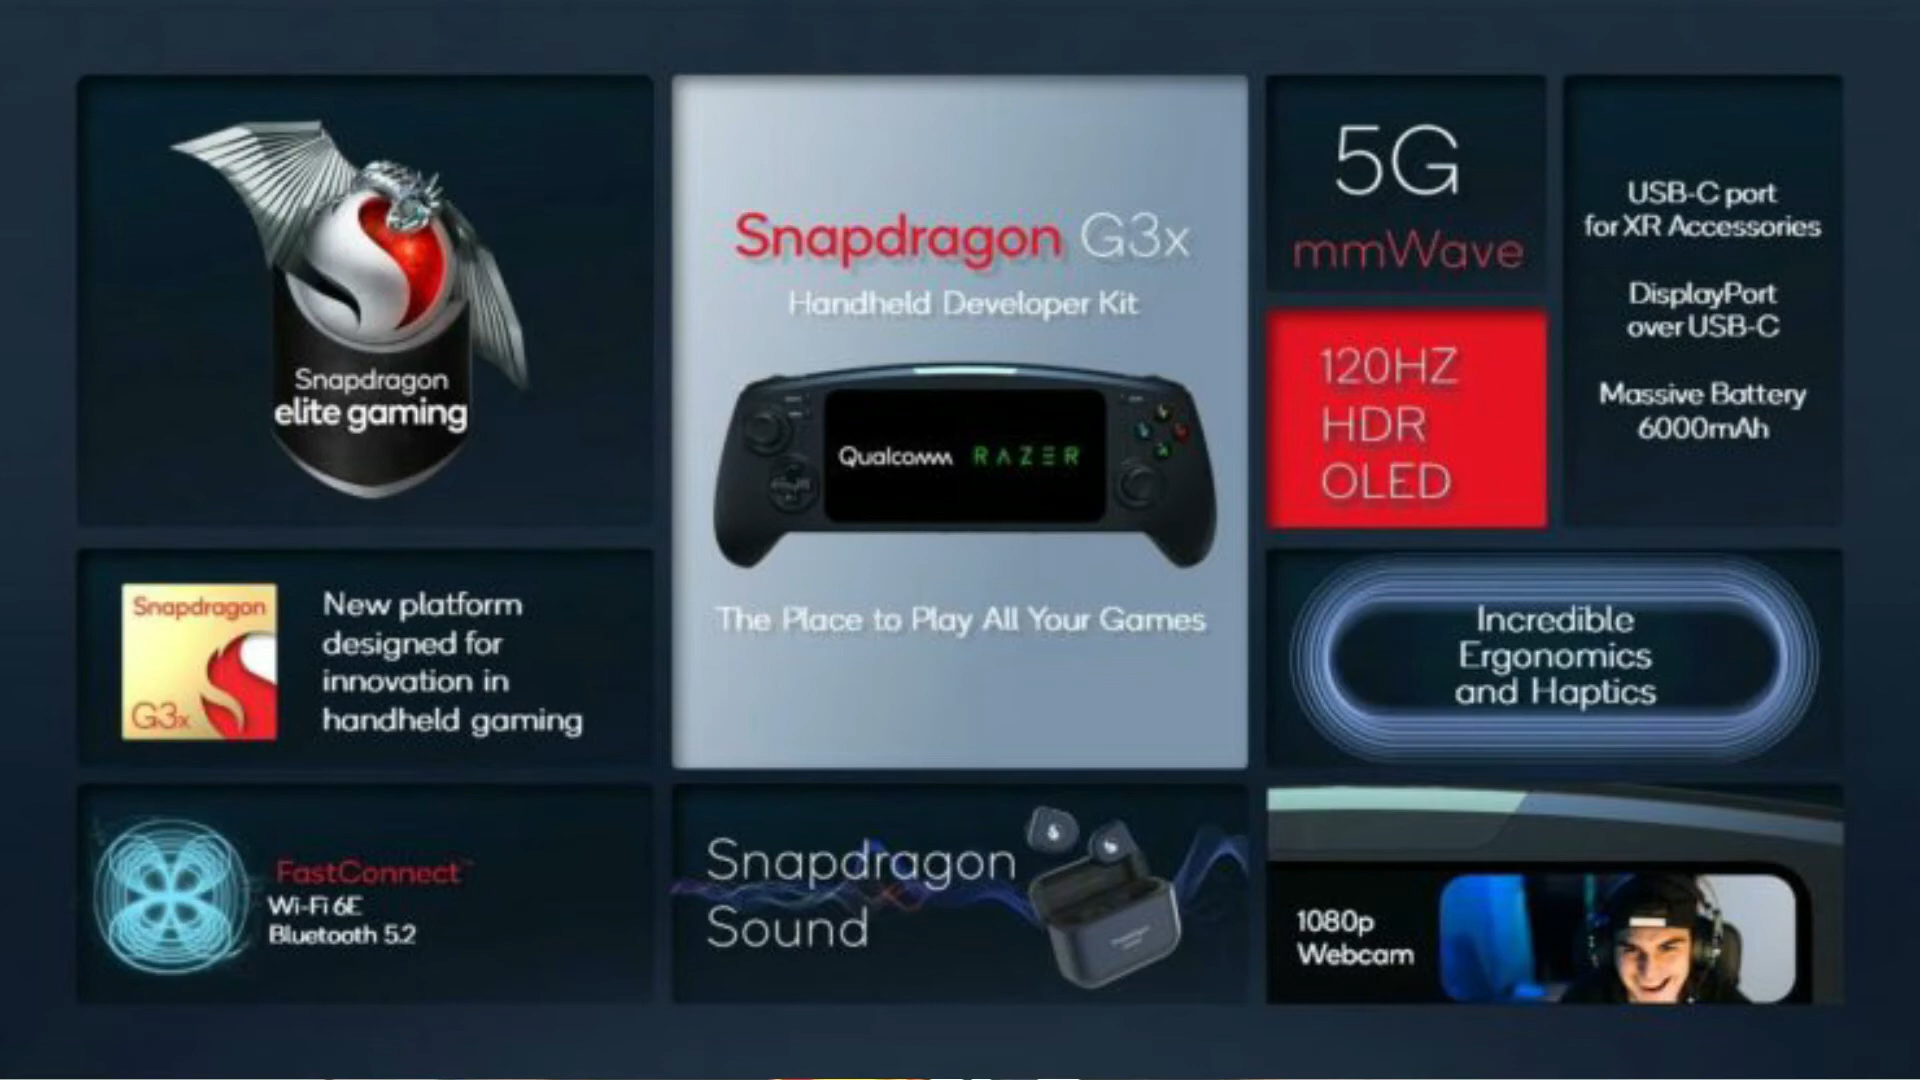 Snapdragon
elite gaming
Snapdragon G3x
Handheld Developer Kit
Qualcomm RAZER
The Place to Play All Your Games
5G
mmWave
120HZ
HDR
OLED
USB-C port
for XR Accessories
DisplayPort
over USB-C
Massive Battery
6000mAh
Snapdragon
G3x
New platform
designed for
innovation in
handheld gaming
Incredible
Ergonomics
and Haptics
FastConnect™
Wi-Fi 6E
Bluetooth 5.2
Snapdragon
Sound
1080p
Webcam